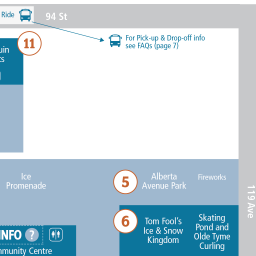 Ride
94 St
11
For Pick-up & Drop-off Info
see FAQs (page 7)
Ice
Promenade
5
Alberta
Avenue Park
Fireworks
119 Ave
INFO ?
6
Tom Fool's
Ice & Snow
Kingdom
Skating
Pond and
Olde Tyme
Curling
Centre